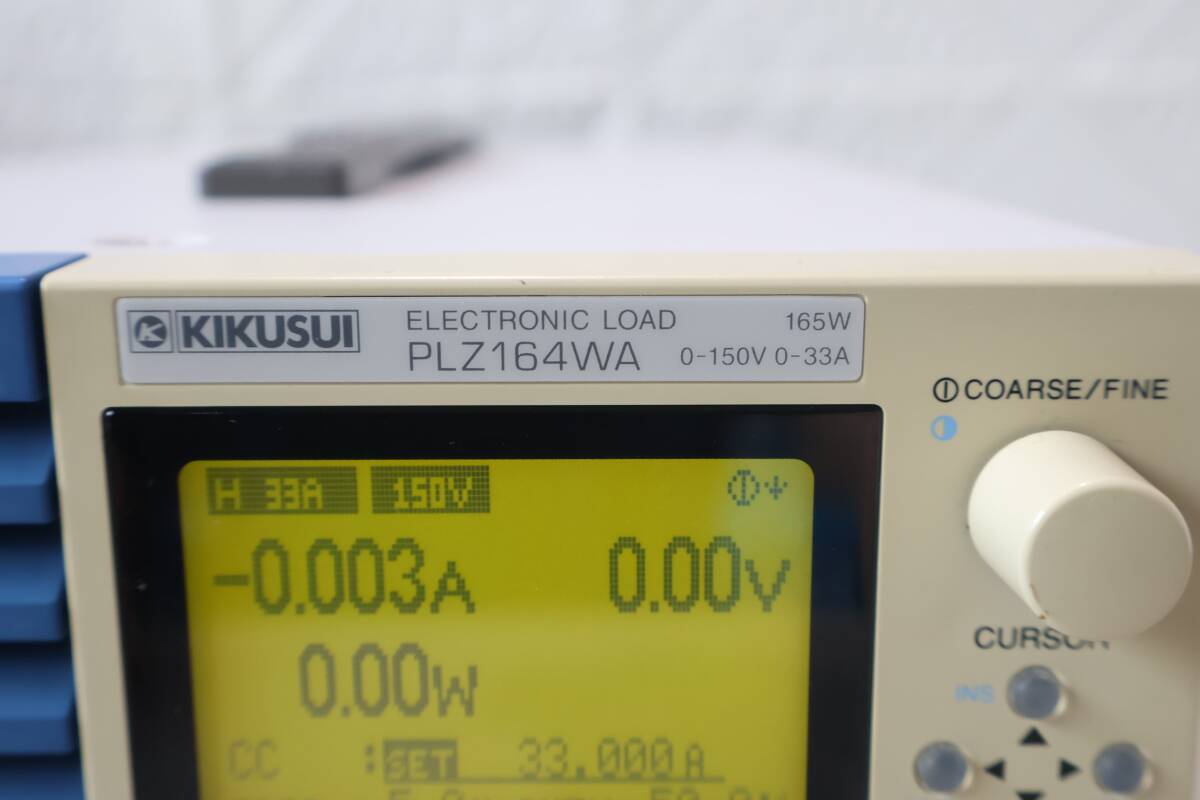 KIKUSUI
ELECTRONIC LOAD 165W
PLZ164WA 0-150V 0-33A
COARSE/FINE
H 33A 150V
-0.003A 0.00V
0.00W
CURSOR
INS
CC :SET 33.000A